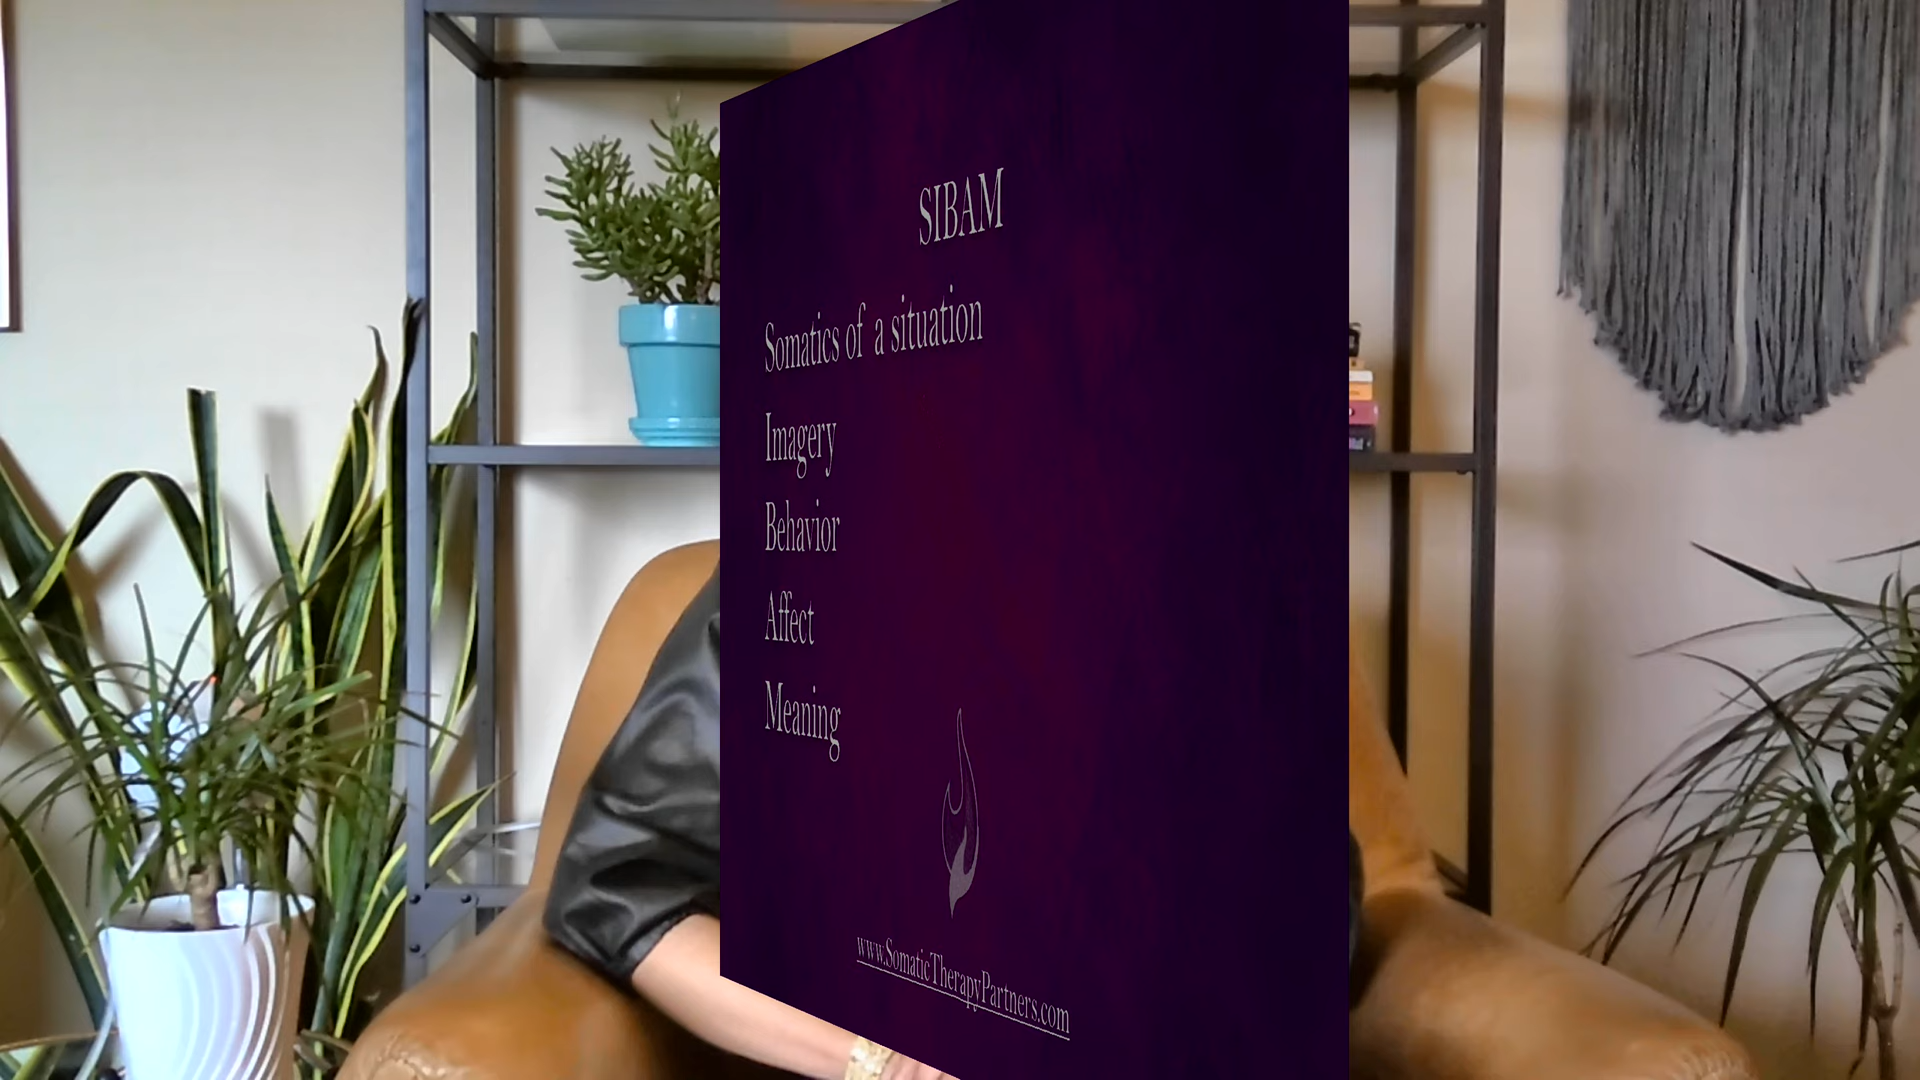 SIBAM
Somatics of a situation
Imagery
Behavior
Affect
Meaning
www.SomaticTherapyPartners.com